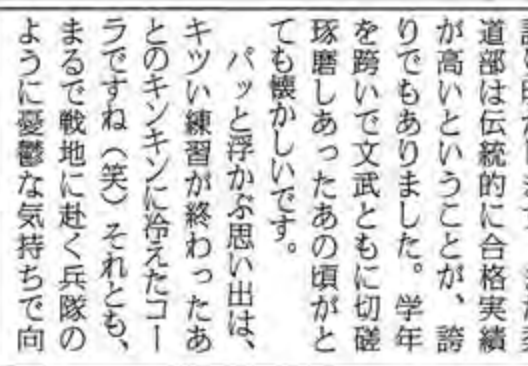 道部は伝統的に合格実績
が高いということが、誇
りでもありました。学年
を跨いで文武ともに切磋
琢磨しあったあの頃がと
ても懐かしいです。
パッと浮かぶ思い出は、
キツい練習が終わったあ
とのキンキンに冷えたコー
ラですね（笑）それとも、
まるで戦地に赴く兵隊の
ように憂鬱な気持ちで向